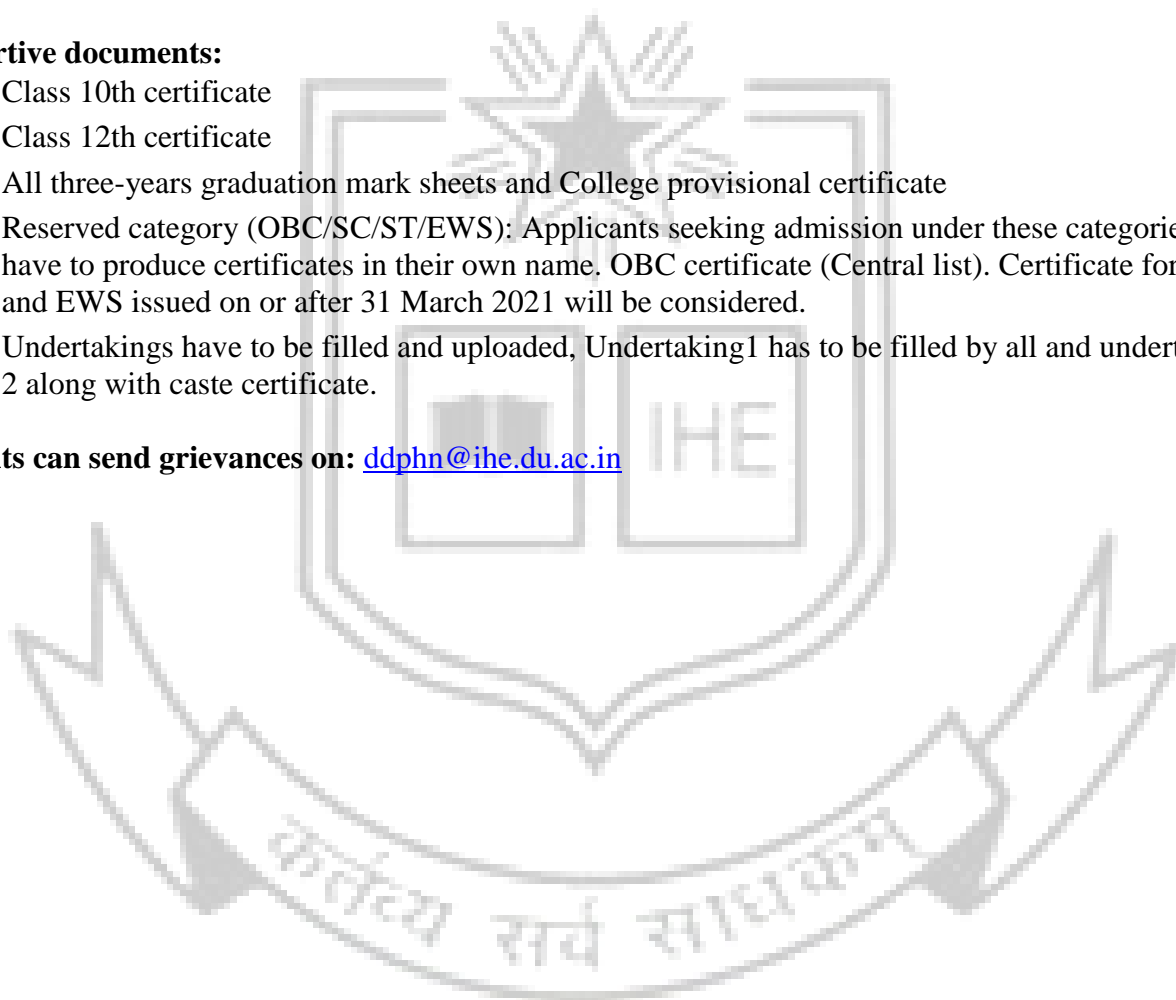 rtive documents:
Class 10th certificate
Class 12th certificate
All three-years graduation mark sheets and College provisional certificate
Reserved category (OBC/SC/ST/EWS): Applicants seeking admission under these categorie
have to produce certificates in their own name. OBC certificate (Central list). Certificate for
and EWS issued on or after 31 March 2021 will be considered.
Undertakings have to be filled and uploaded, Undertaking1 has to be filled by all and undert
2 along with caste certificate.
ts can send grievances on: ddphn@ihe.du.ac.in
IHE
कर्तव्य सर्व साधकम